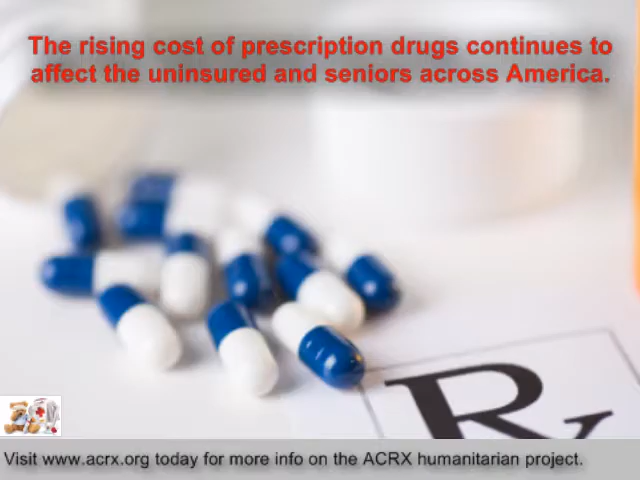 The rising cost of prescription drugs continues to
affect the uninsured and seniors across America.
R
Visit www.acrx.org today for more info on the ACRX humanitarian project.